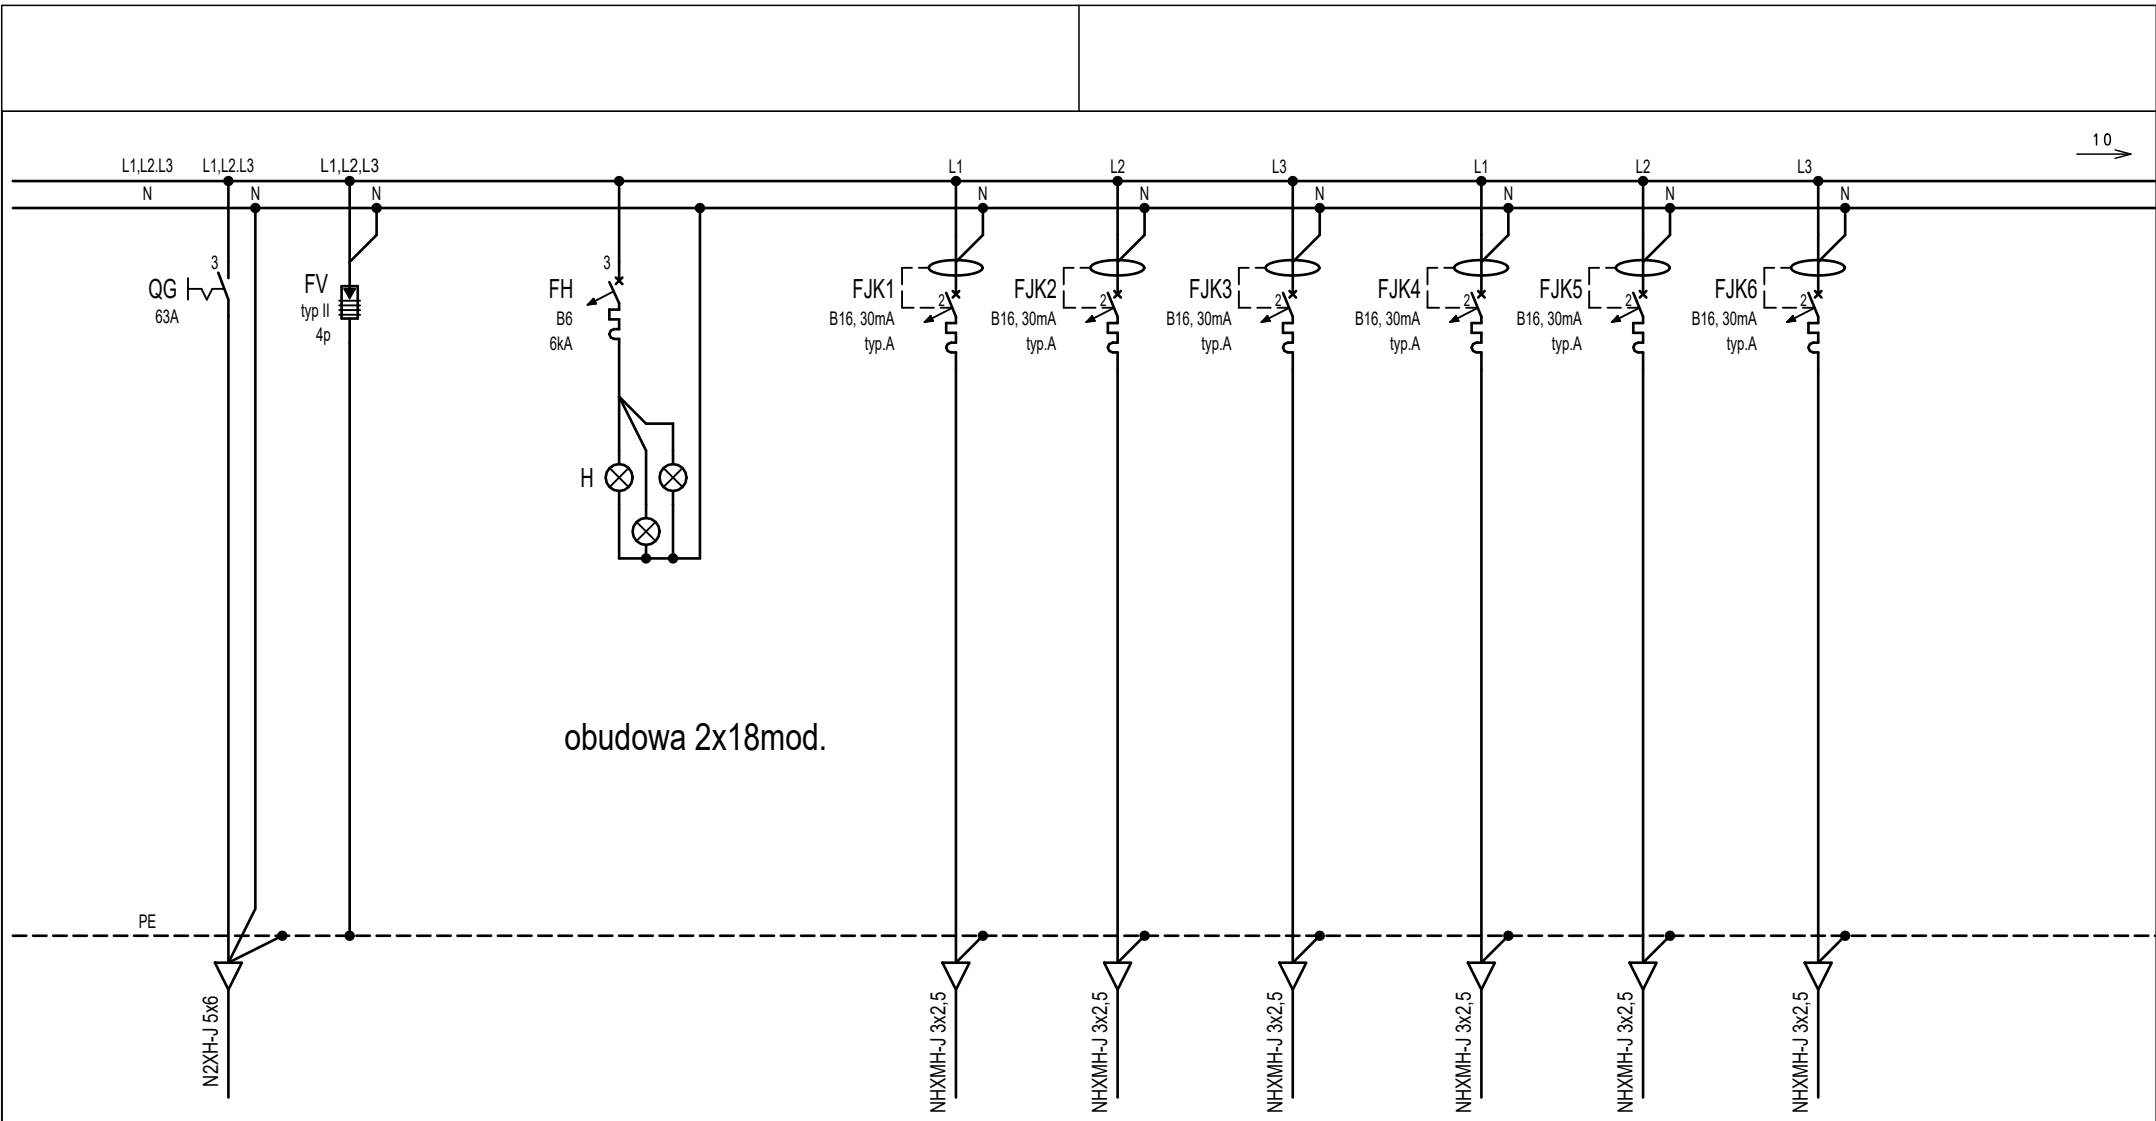 10
L1,L2.L3 L1,L2.L3 L1,L2,L3 L1 L2 L3 L1 L2 L3
N N N N N N N N N
QG 3
63A
FV
typ II
4p
FH 3
B6
6kA
H
FJK1 2
B16, 30mA
typ.A
FJK2 2
B16, 30mA
typ.A
FJK3 2
B16, 30mA
typ.A
FJK4 2
B16, 30mA
typ.A
FJK5 2
B16, 30mA
typ.A
FJK6 2
B16, 30mA
typ.A
obudowa 2x18mod.
PE
N2XH-J 5x6
NHXMH-J 3x2,5
NHXMH-J 3x2,5
NHXMH-J 3x2,5
NHXMH-J 3x2,5
NHXMH-J 3x2,5
NHXMH-J 3x2,5